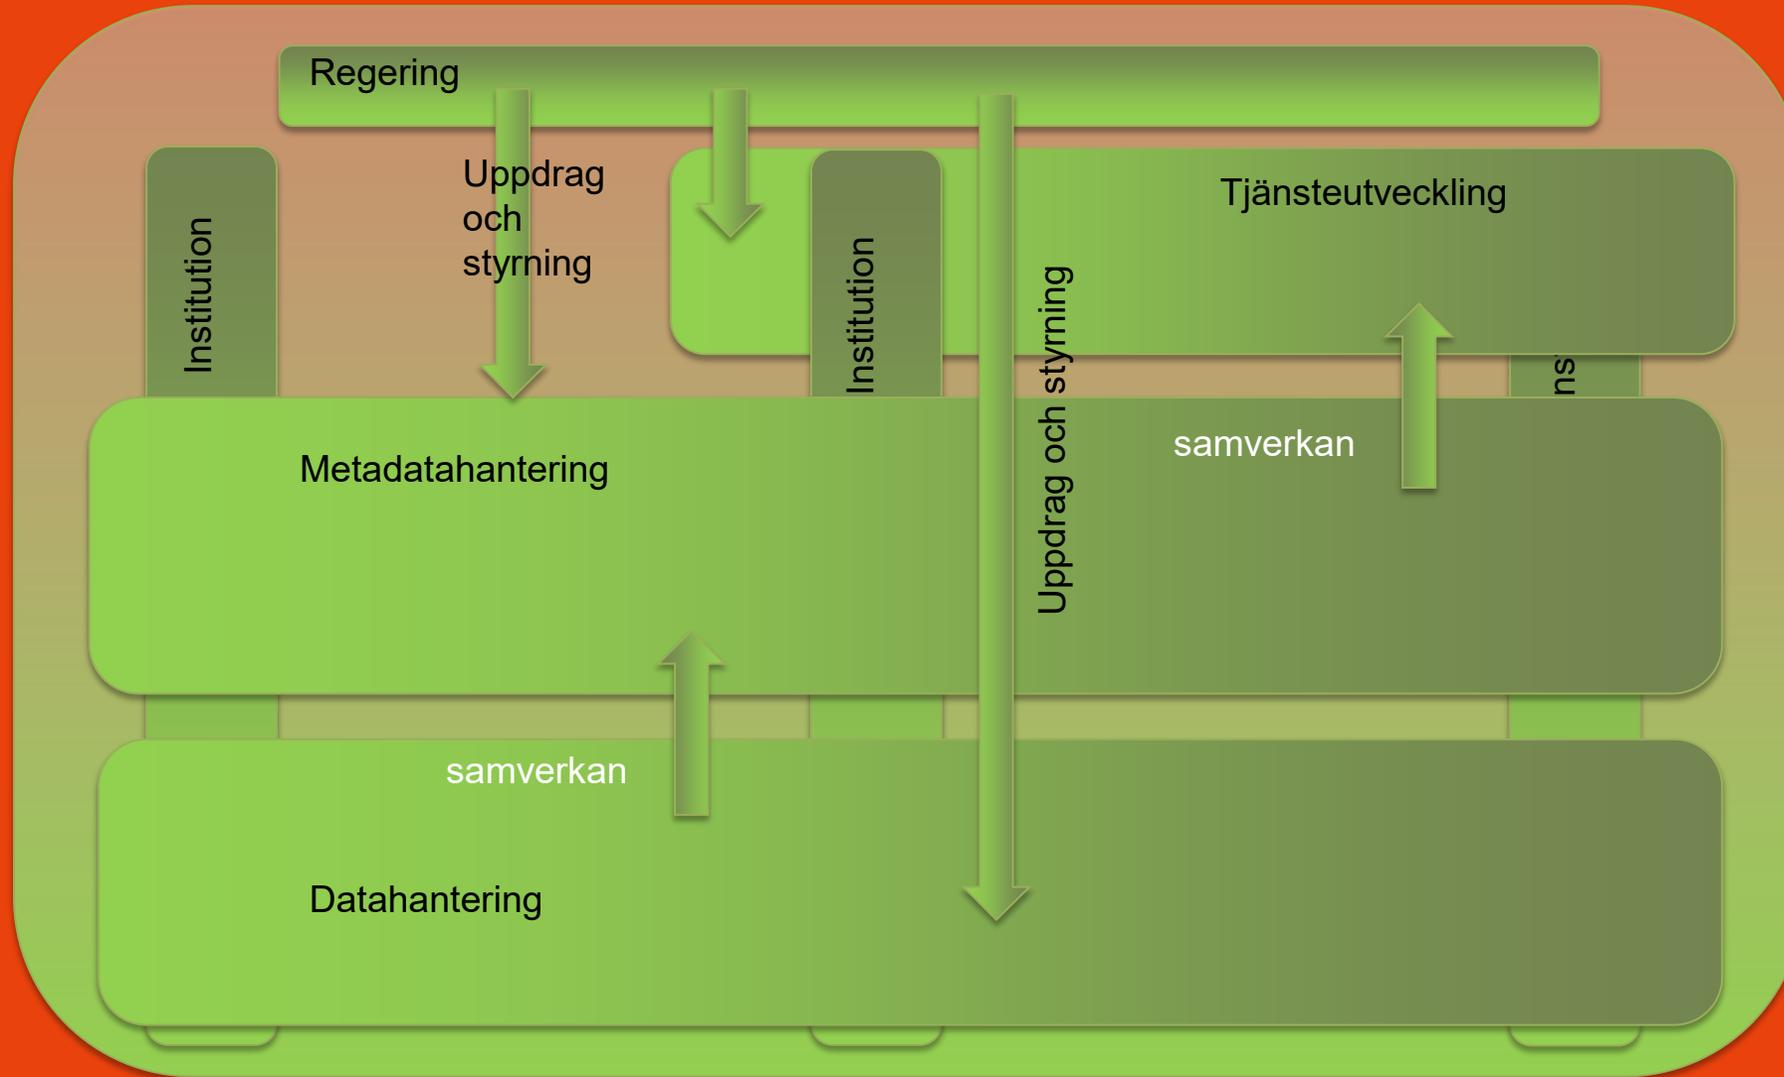 Regering
Uppdrag
och
styrning
Tjänsteutveckling
Institution
Institution
Uppdrag och styrning
samverkan
Metadatahantering
samverkan
Datahantering